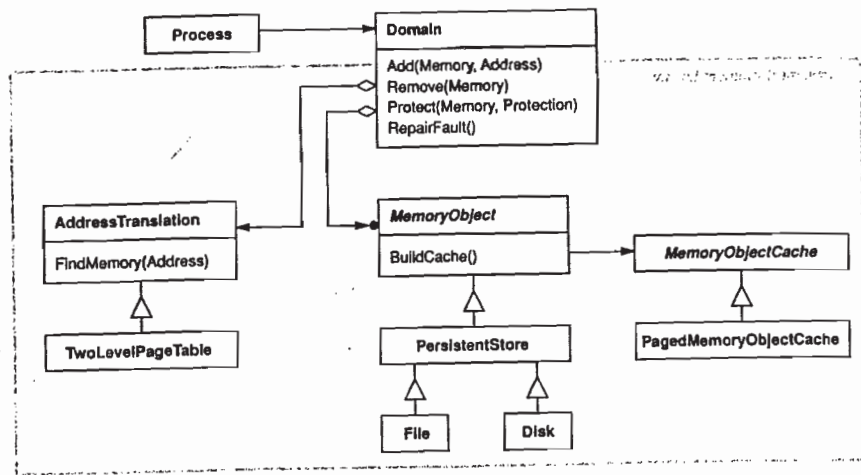 Process
Domain
Add(Memory, Address)
Remove(Memory)
Protect(Memory, Protection)
RepairFault()
AddressTranslation
FindMemory(Address)
MemoryObject
BuildCache()
MemoryObjectCache
TwoLevelPageTable
PersistentStore
PagedMemoryObjectCache
File
Disk